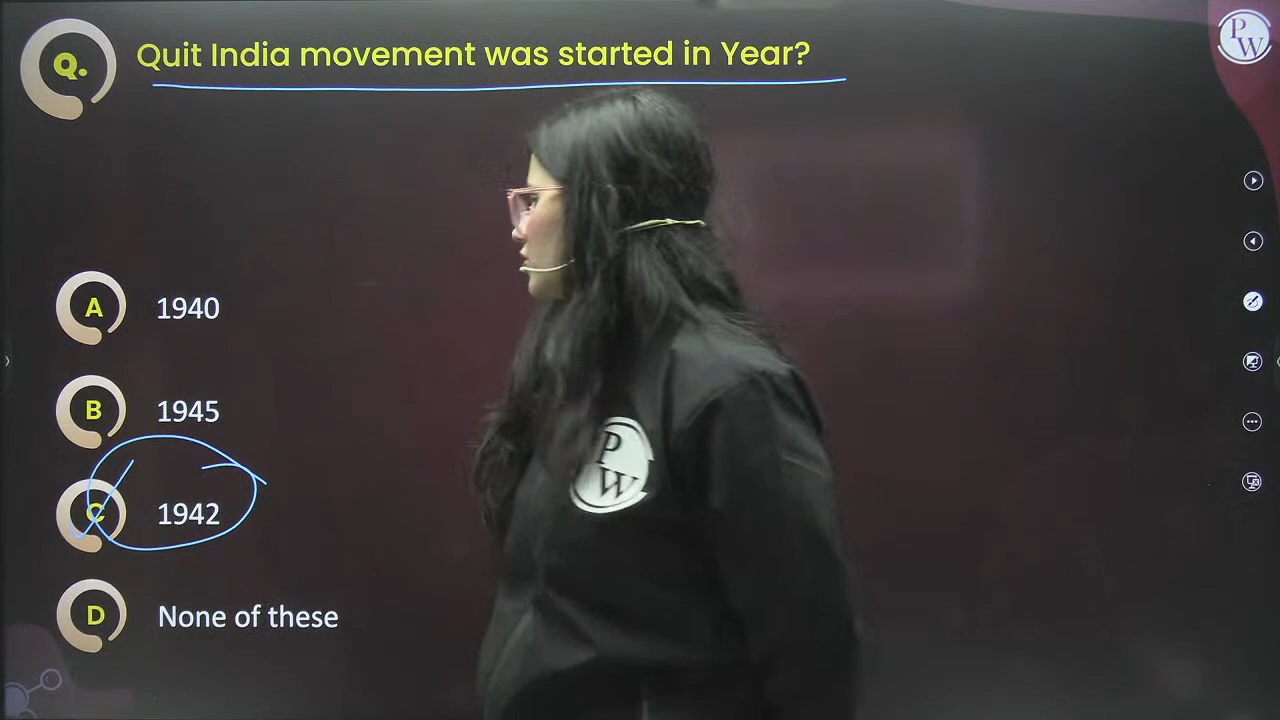 Q. Quit India movement was started in Year?
PW
A 1940
B 1945
C 1942
D None of these
PW